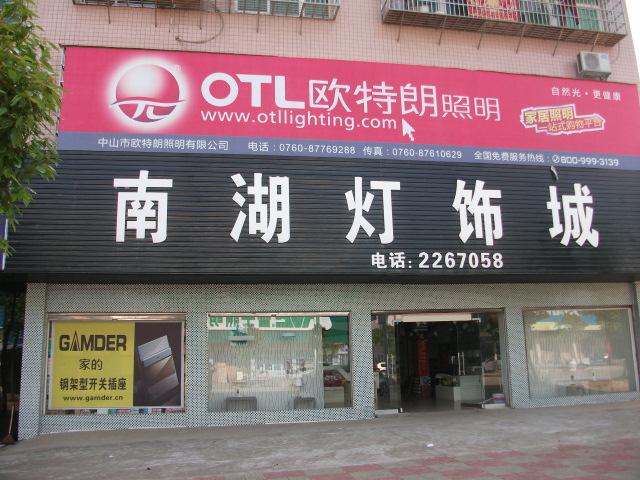 OTL欧特朗照明
www.otllighting.com
自然光·更健康
家居照明
一站式购物平台
中山市欧特朗照明有限公司 电话:0760-87769288 传真:0760-87610629 全国免费服务热线:800-999-3139
南湖灯饰城
电话:2267058
GAMDER
家的
钢架型开关插座
www.gamder.cn